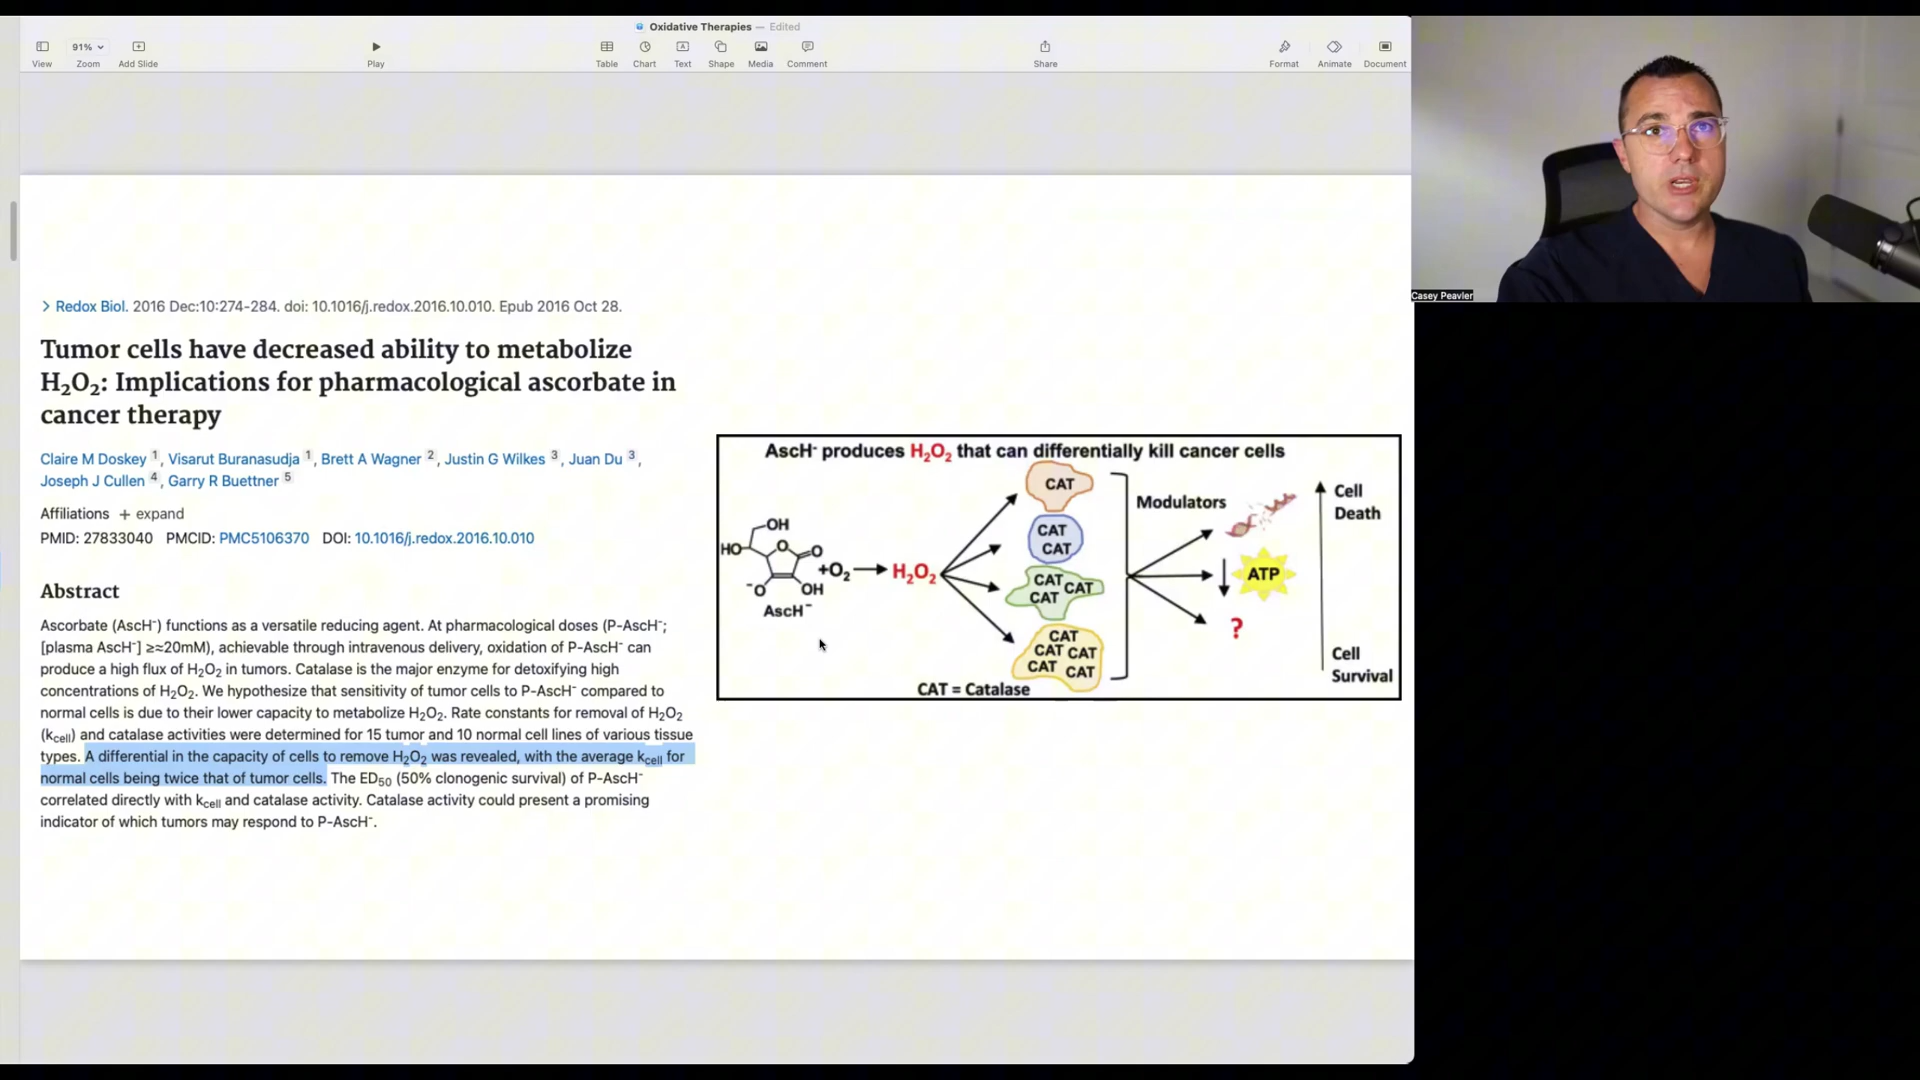 Oxidative Therapies — Edited
91%
View
Zoom
Add Slide
Play
Table
Chart
Text
Shape
Media
Comment
Share
Format
Animate
Document
Casey Peavler
> Redox Biol. 2016 Dec:10:274-284. doi: 10.1016/j.redox.2016.10.010. Epub 2016 Oct 28.
Tumor cells have decreased ability to metabolize
H₂O₂: Implications for pharmacological ascorbate in
cancer therapy
Claire M Doskey ¹, Visarut Buranasudja ¹, Brett A Wagner ², Justin G Wilkes ³, Juan Du ³,
Joseph J Cullen ⁴, Garry R Buettner ⁵
Affiliations + expand
PMID: 27833040 PMCID: PMC5106370 DOI: 10.1016/j.redox.2016.10.010
Abstract
Ascorbate (AscH⁻) functions as a versatile reducing agent. At pharmacological doses (P-AscH⁻;
[plasma AscH⁻] ≥≈20mM), achievable through intravenous delivery, oxidation of P-AscH⁻ can
produce a high flux of H₂O₂ in tumors. Catalase is the major enzyme for detoxifying high
concentrations of H₂O₂. We hypothesize that sensitivity of tumor cells to P-AscH⁻ compared to
normal cells is due to their lower capacity to metabolize H₂O₂. Rate constants for removal of H₂O₂
(kcell) and catalase activities were determined for 15 tumor and 10 normal cell lines of various tissue
types. A differential in the capacity of cells to remove H₂O₂ was revealed, with the average kcell for
normal cells being twice that of tumor cells. The ED₅₀ (50% clonogenic survival) of P-AscH⁻
correlated directly with kcell and catalase activity. Catalase activity could present a promising
indicator of which tumors may respond to P-AscH⁻.
AscH⁻ produces H₂O₂ that can differentially kill cancer cells
OH
HO
O
O
⁻O
OH
AscH⁻
+O₂
H₂O₂
CAT
CAT
CAT
CAT
CAT
CAT
CAT
CAT CAT
CAT
CAT
CAT = Catalase
Modulators
ATP
?
Cell
Death
Cell
Survival